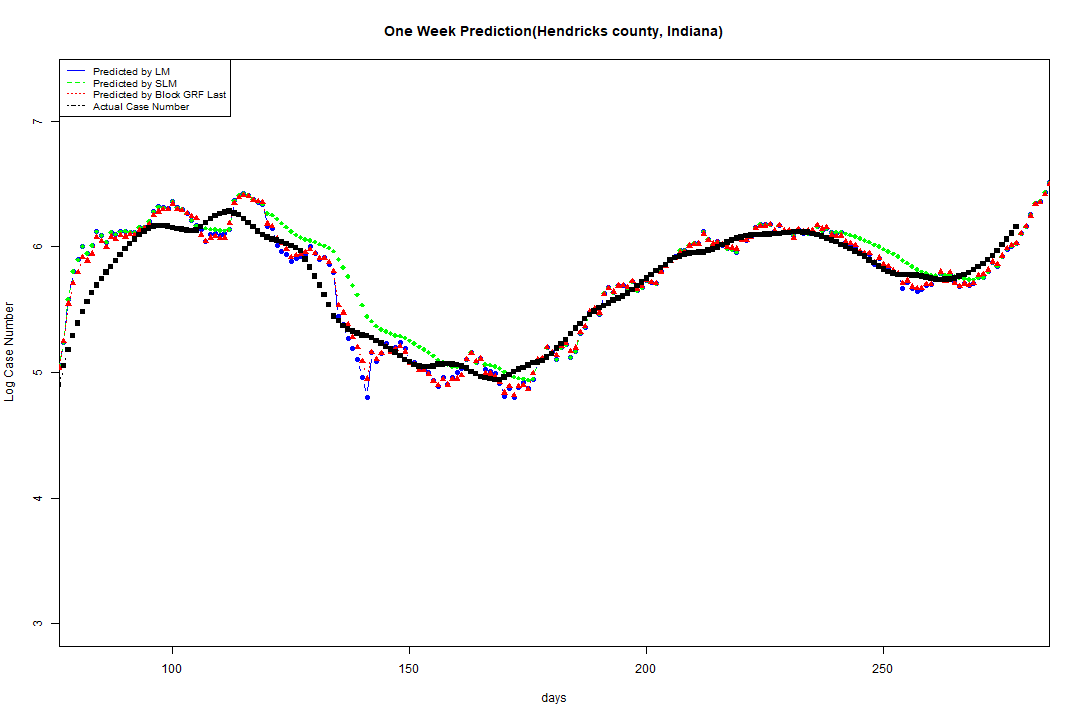 One Week Prediction(Hendricks county, Indiana)
Predicted by LM
Predicted by SLM
Predicted by Block GRF Last
Actual Case Number
7
6
5
4
3
Log Case Number
100 150 200 250
days